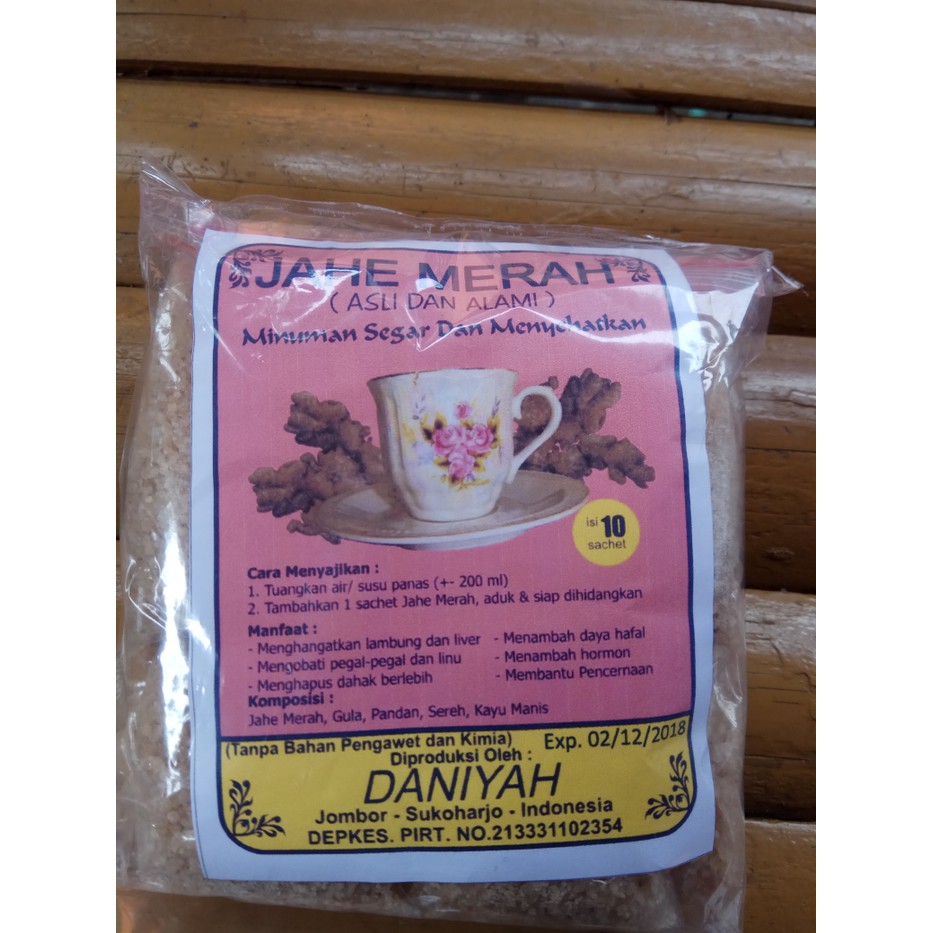 JAHE MERAH
( ASLI DAN ALAMI )
Minuman Segar Dan Menyehatkan
isi 10
sachet
Cara Menyajikan :
1. Tuangkan air/ susu panas (+- 200 ml)
2. Tambahkan 1 sachet Jahe Merah, aduk & siap dihidangkan
Manfaat :
- Menghangatkan lambung dan liver - Menambah daya hafal
- Mengobati pegal-pegal dan linu - Menambah hormon
- Menghapus dahak berlebih - Membantu Pencernaan
Komposisi :
Jahe Merah, Gula, Pandan, Sereh, Kayu Manis
(Tanpa Bahan Pengawet dan Kimia) Exp. 02/12/2018
Diproduksi Oleh :
DANIYAH
Jombor - Sukoharjo - Indonesia
DEPKES. PIRT. NO.213331102354